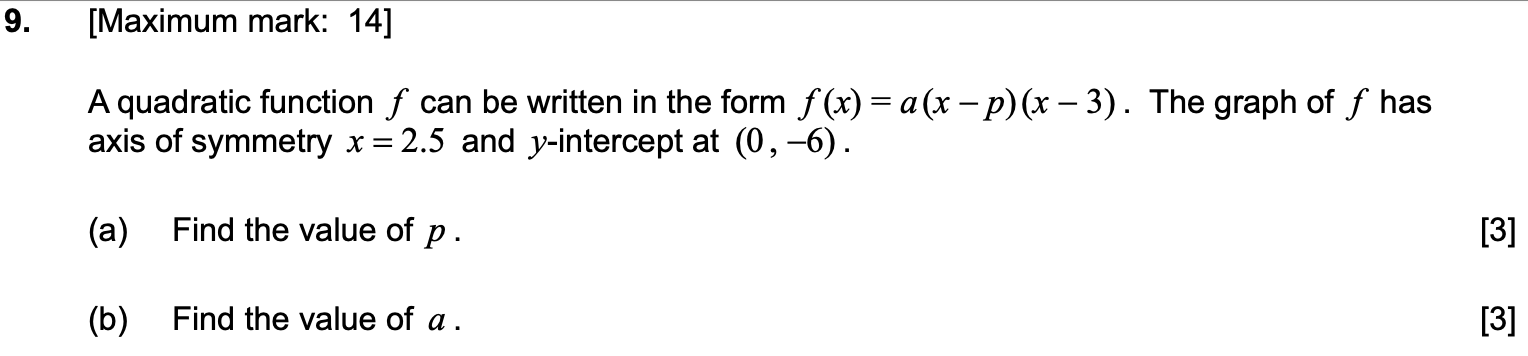 9. [Maximum mark: 14]
A quadratic function f can be written in the form f(x) = a(x − p)(x − 3). The graph of f has
axis of symmetry x = 2.5 and y-intercept at (0, −6).
(a) Find the value of p. [3]
(b) Find the value of a. [3]